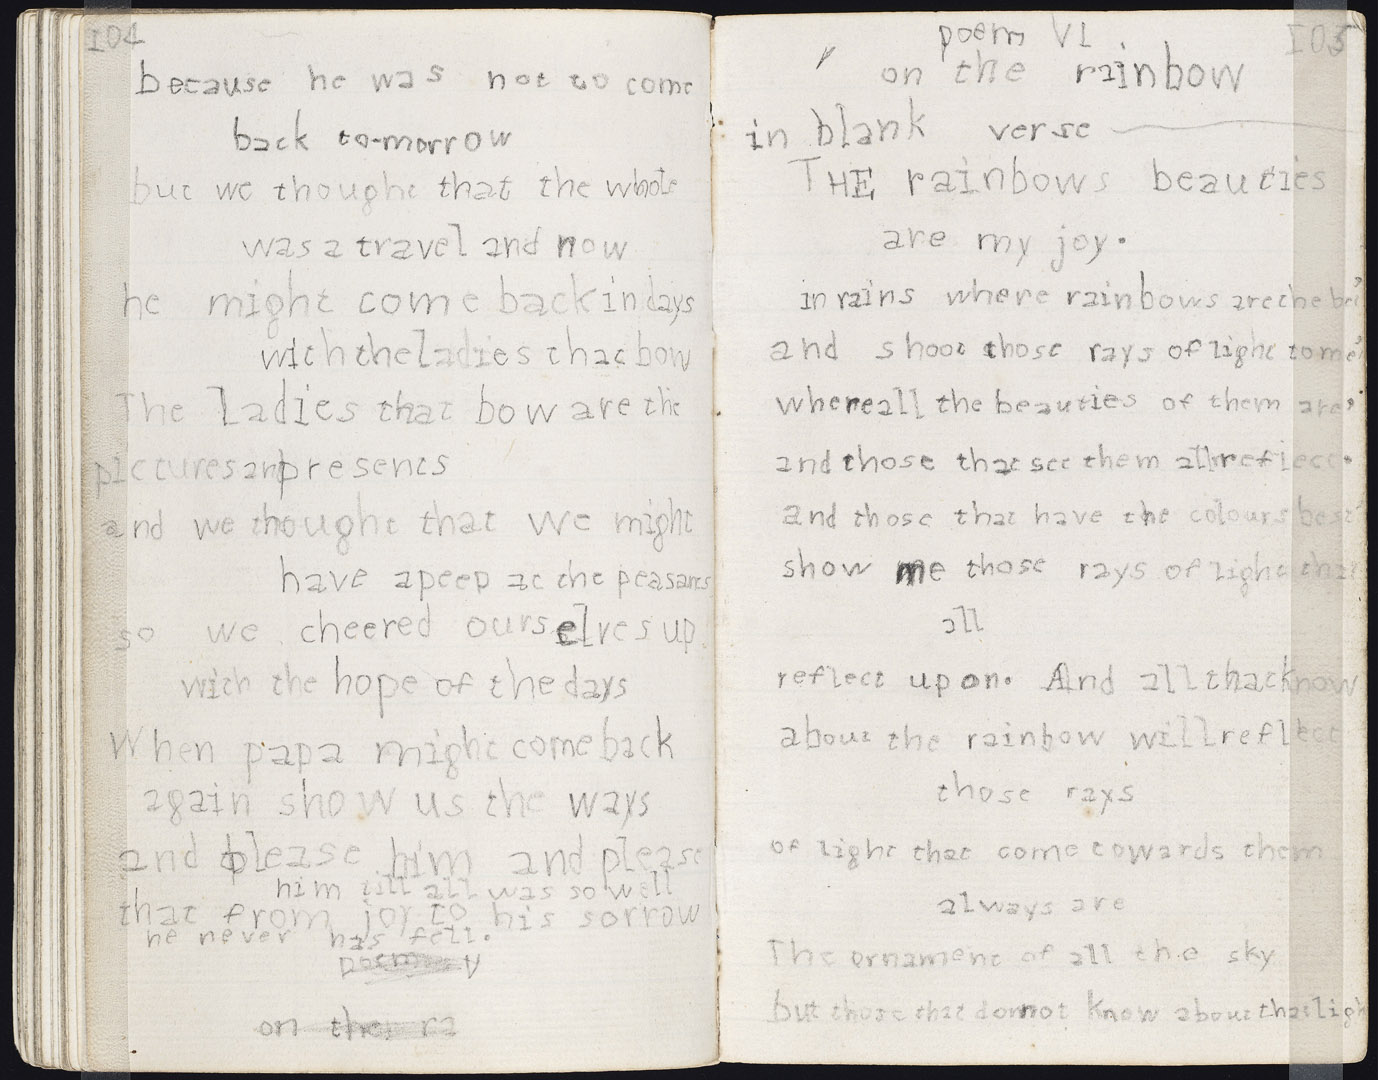 104
because he was not to come
back to-morrow
but we thought that the whole
was a travel and now
he might come back in days
with the ladies that bow
The Ladies that bow are the
pictures and presents
and we thought that we might
have a peep at the peasants
so we cheered ourselves up.
with the hope of the days
When papa might come back
again show us the ways
and please him and please
him till all was so well
that from joy to his sorrow
he never has fell.
poem V
on the ra
105
poem VI
on the rainbow
in blank verse
THE rainbows beauties
are my joy.
in rains where rainbows are the
and shoot those rays of light to me
where all the beauties of them are,
and those that see them all reflect.
and those that have the colours best
show me those rays of light that
all
reflect upon. And all that know
about the rainbow will reflect
those rays
of light that come towards them
always are
The ornament of all the sky
but those that do not know about that ligh